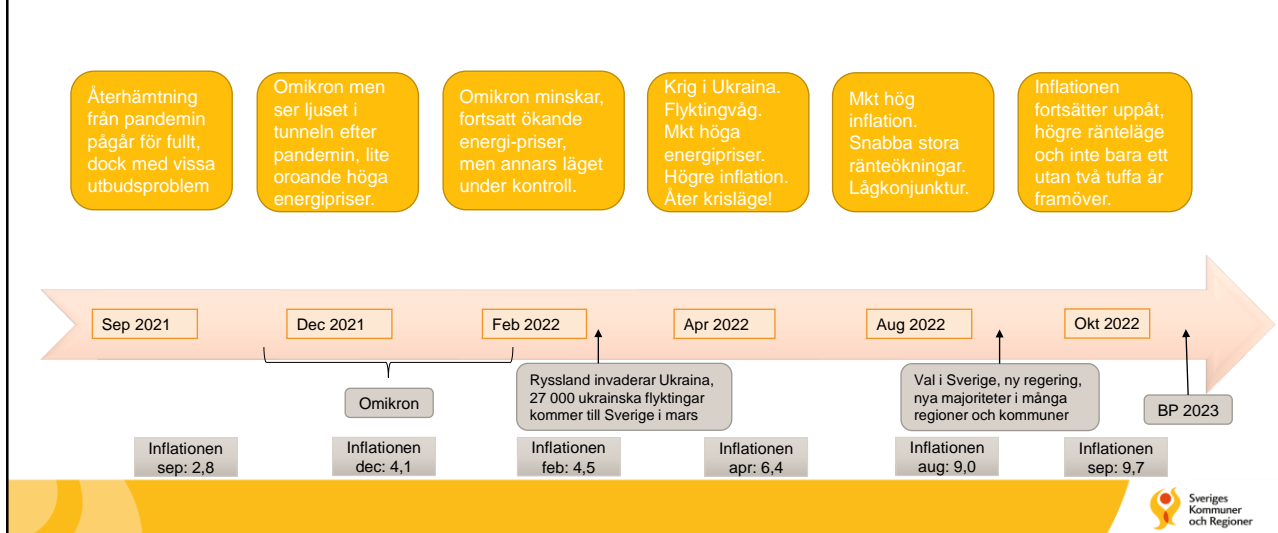 Återhämtning
från pandemin
pågår för fullt,
dock med vissa
utbudsproblem
Omikron men
ser ljuset i
tunneln efter
pandemin, lite
oroande höga
energipriser.
Omikron minskar,
fortsatt ökande
energi-priser,
men annars läget
under kontroll.
Krig i Ukraina.
Flyktingvåg.
Mkt höga
energipriser.
Högre inflation.
Åter krisläge!
Mkt hög
inflation.
Snabba stora
ränteökningar.
Lågkonjunktur.
Inflationen
fortsätter uppåt,
högre ränteläge
och inte bara ett
utan två tuffa år
framöver.
Sep 2021
Dec 2021
Feb 2022
Apr 2022
Aug 2022
Okt 2022
Omikron
Ryssland invaderar Ukraina,
27 000 ukrainska flyktingar
kommer till Sverige i mars
Val i Sverige, ny regering,
nya majoriteter i många
regioner och kommuner
BP 2023
Inflationen
sep: 2,8
Inflationen
dec: 4,1
Inflationen
feb: 4,5
Inflationen
apr: 6,4
Inflationen
aug: 9,0
Inflationen
sep: 9,7
Sveriges
Kommuner
och Regioner